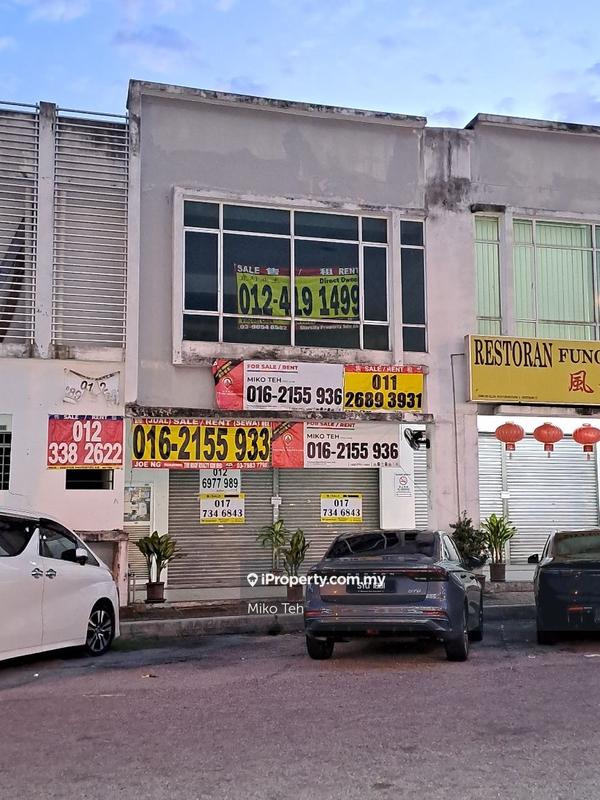 SALE 售 / 租 RENT
Direct Owner
012-419 1499
FOR SALE / RENT
MIKO TEH
016-2155 936
SALE / RENT
011
2689 3931
RESTORAN FUNG
風
SALE RENT
012
338 2622
(JUAL) SALE / RENT (SEWA)
016-2155 933
JOE NG
FOR SALE / RENT
MIKO TEH
016-2155 936
012
6977 989
017
734 6843
017
734 6843
iProperty.com.my
Miko Teh